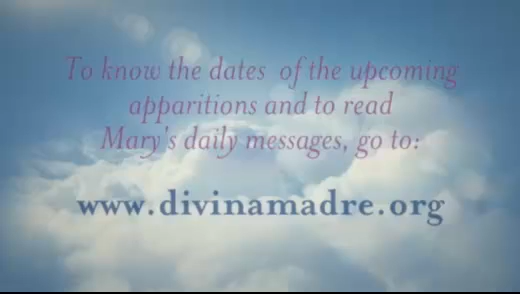 To know the dates of the upcoming
apparitions and to read
Mary's daily messages, go to:
www.divinamadre.org